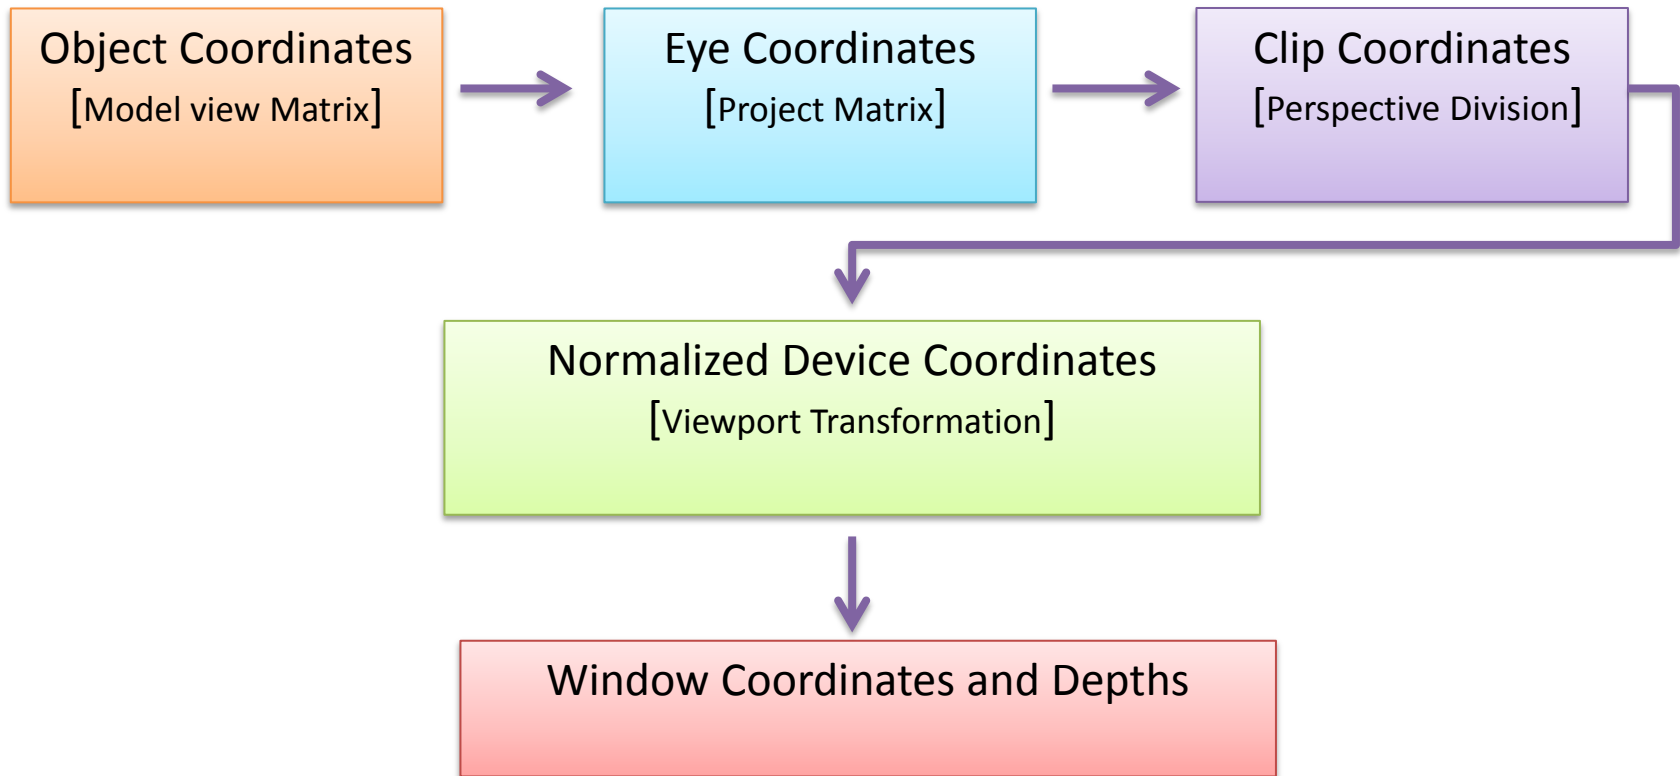 Object Coordinates
[Model view Matrix]
Eye Coordinates
[Project Matrix]
Clip Coordinates
[Perspective Division]
Normalized Device Coordinates
[Viewport Transformation]
Window Coordinates and Depths